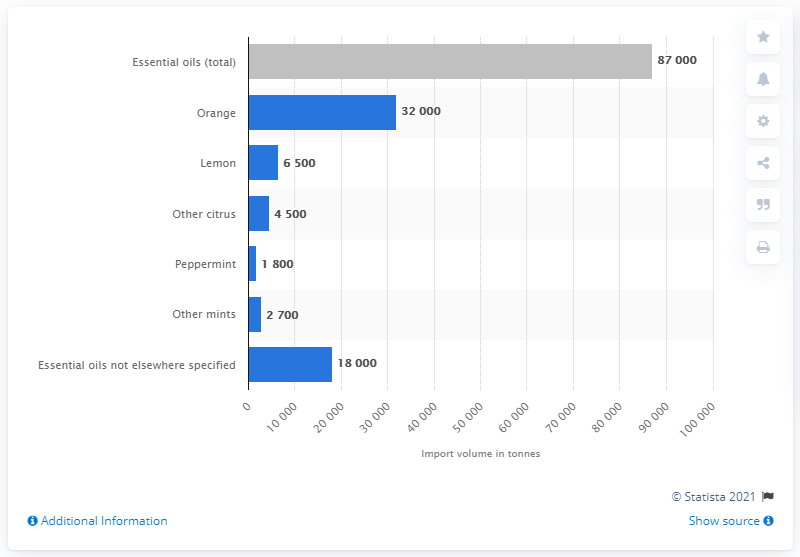 Essential oils (total)
87 000
Orange
32 000
Lemon
6 500
Other citrus
4 500
Peppermint
1 800
Other mints
2 700
Essential oils not elsewhere specified
18 000
0
10 000
20 000
30 000
40 000
50 000
60 000
70 000
80 000
90 000
100 000
Import volume in tonnes
© Statista 2021
Additional Information
Show source